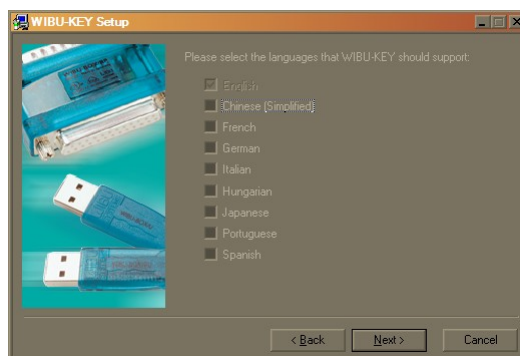 WIBU-KEY Setup
Please select the languages that WIBU-KEY should support:
English
Chinese (Simplified)
French
German
Italian
Hungarian
Japanese
Portuguese
Spanish
< Back
Next >
Cancel